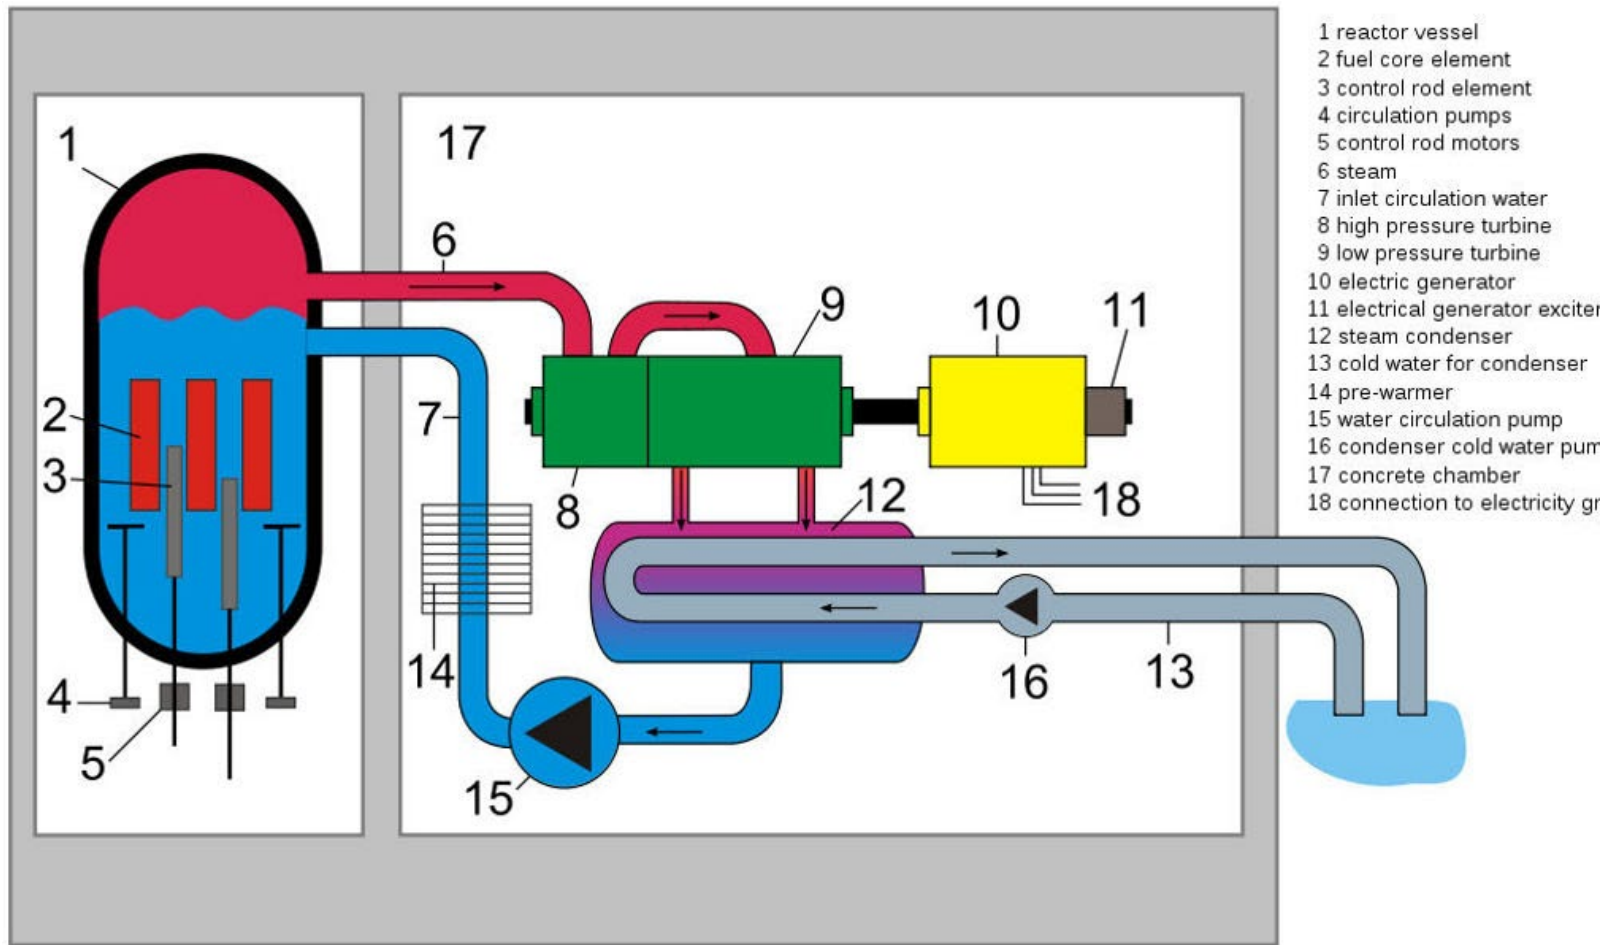 1 reactor vessel
2 fuel core element
3 control rod element
4 circulation pumps
5 control rod motors
6 steam
7 inlet circulation water
8 high pressure turbine
9 low pressure turbine
10 electric generator
11 electrical generator exciter
12 steam condenser
13 cold water for condenser
14 pre-warmer
15 water circulation pump
16 condenser cold water pum
17 concrete chamber
18 connection to electricity gr
1
17
6
9
10
11
2
7
3
8
12
18
14
16
13
4
5
15